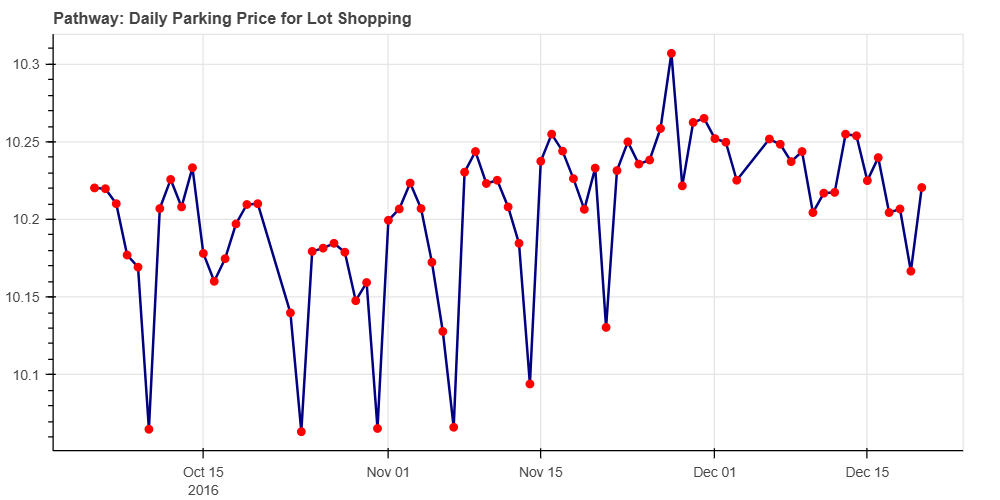 Pathway: Daily Parking Price for Lot Shopping
10.3
10.25
10.2
10.15
10.1
Oct 15
2016
Nov 01
Nov 15
Dec 01
Dec 15